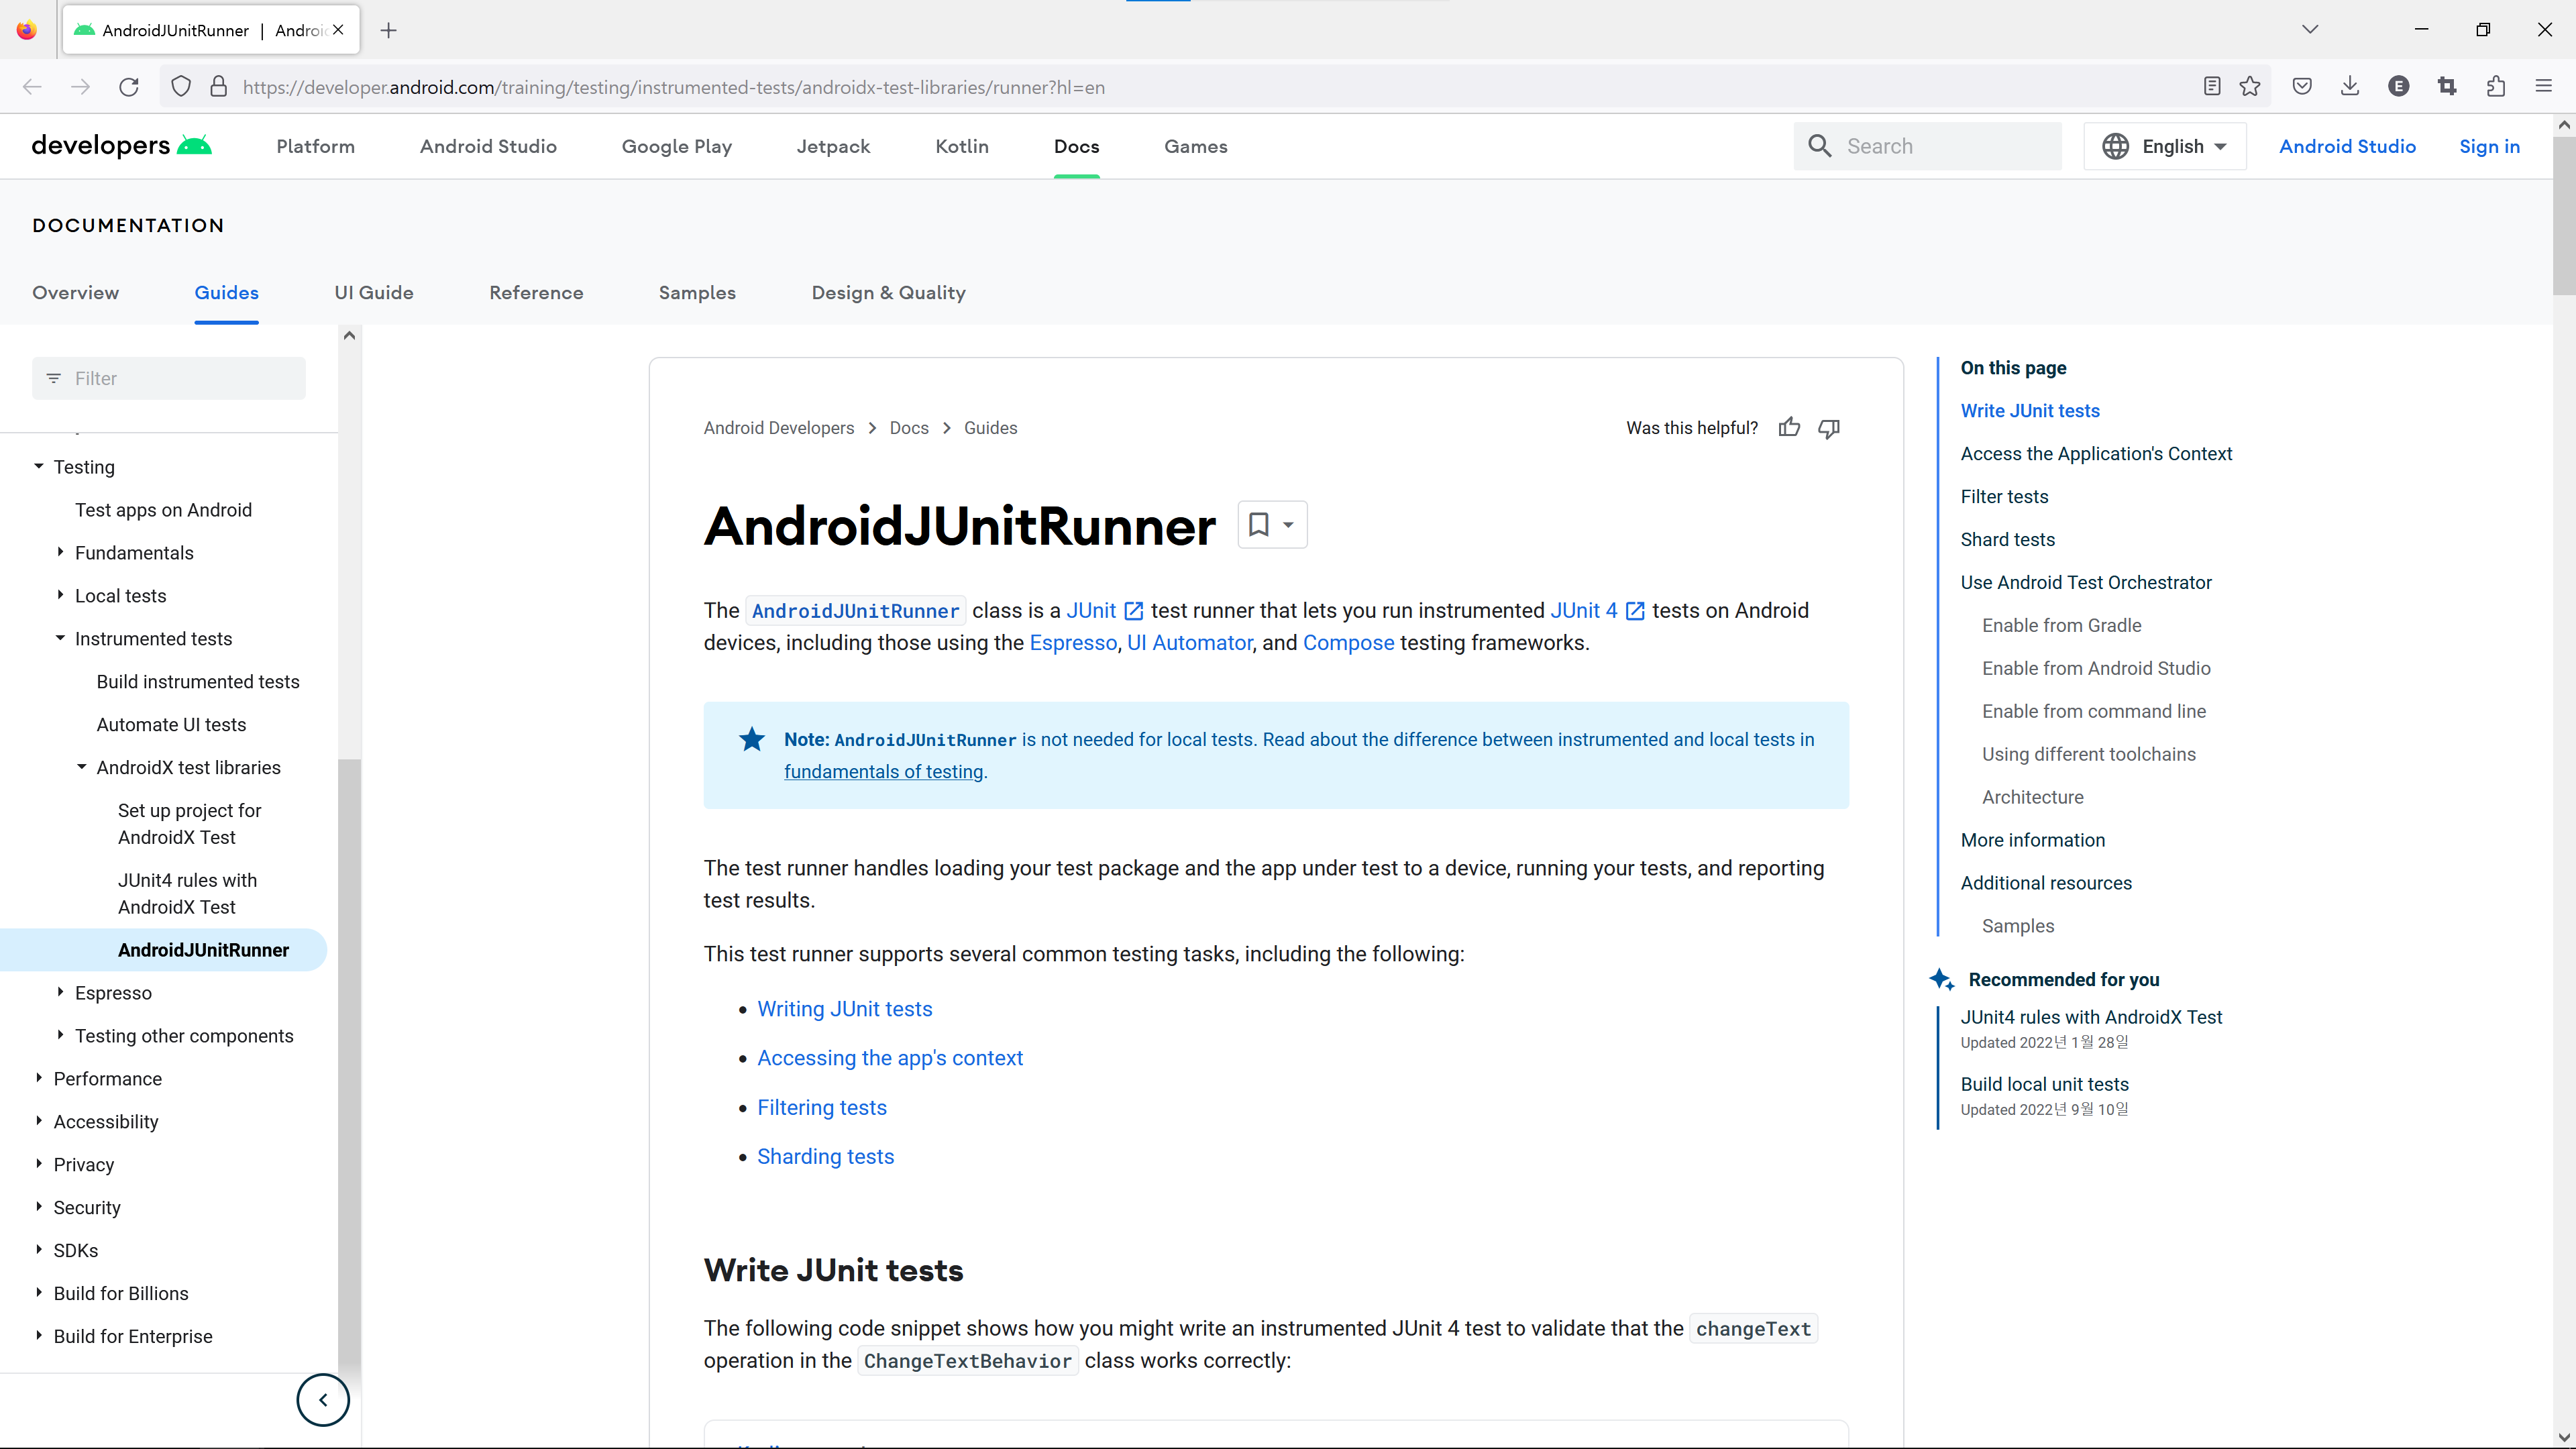 AndroidJUnitRunner | Androi
https://developer.android.com/training/testing/instrumented-tests/androidx-test-libraries/runner?hl=en
E
developers
Platform
Android Studio
Google Play
Jetpack
Kotlin
Docs
Games
Search
English
Android Studio
Sign in
DOCUMENTATION
Overview
Guides
UI Guide
Reference
Samples
Design & Quality
Filter
Testing
Test apps on Android
Fundamentals
Local tests
Instrumented tests
Build instrumented tests
Automate UI tests
AndroidX test libraries
Set up project for
AndroidX Test
JUnit4 rules with
AndroidX Test
AndroidJUnitRunner
Espresso
Testing other components
Performance
Accessibility
Privacy
Security
SDKs
Build for Billions
Build for Enterprise
Android Developers > Docs > Guides
Was this helpful?
AndroidJUnitRunner
The AndroidJUnitRunner class is a JUnit test runner that lets you run instrumented JUnit 4 tests on Android
devices, including those using the Espresso, UI Automator, and Compose testing frameworks.
Note: AndroidJUnitRunner is not needed for local tests. Read about the difference between instrumented and local tests in
fundamentals of testing.
The test runner handles loading your test package and the app under test to a device, running your tests, and reporting
test results.
This test runner supports several common testing tasks, including the following:
• Writing JUnit tests
• Accessing the app's context
• Filtering tests
• Sharding tests
Write JUnit tests
The following code snippet shows how you might write an instrumented JUnit 4 test to validate that the changeText
operation in the ChangeTextBehavior class works correctly:
On this page
Write JUnit tests
Access the Application's Context
Filter tests
Shard tests
Use Android Test Orchestrator
Enable from Gradle
Enable from Android Studio
Enable from command line
Using different toolchains
Architecture
More information
Additional resources
Samples
Recommended for you
JUnit4 rules with AndroidX Test
Updated 2022년 1월 28일
Build local unit tests
Updated 2022년 9월 10일